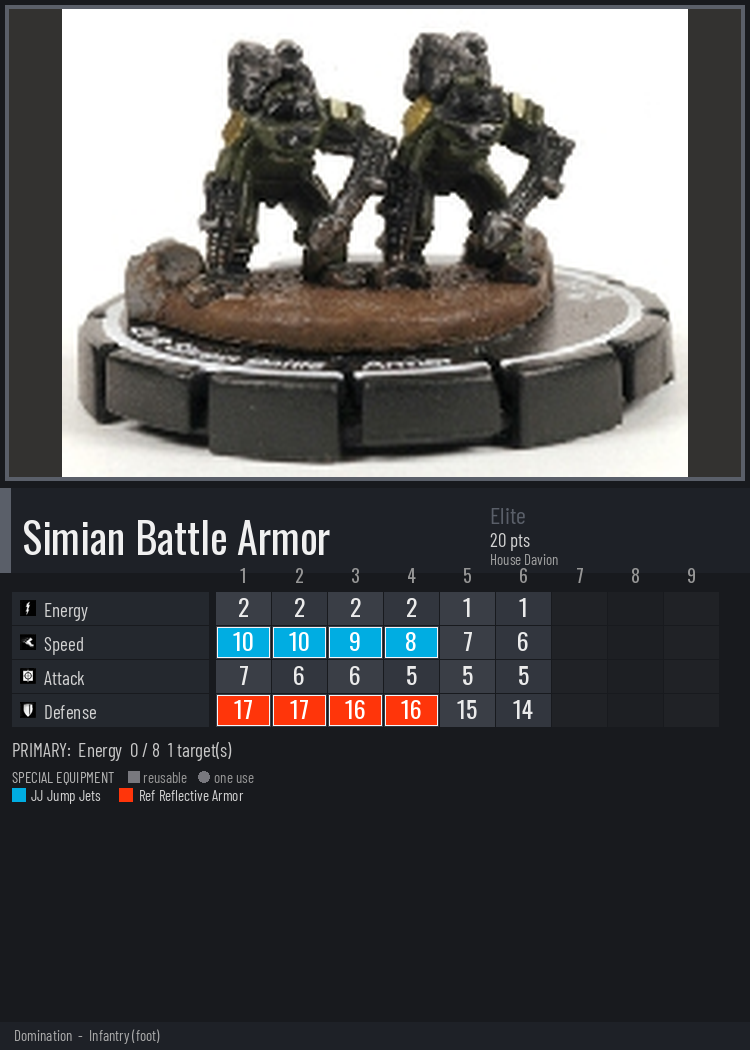 Battle Armor
Simian Battle Armor
Elite
20 pts
House Davion
1 2 3 4 5 6 7 8 9
Energy 2 2 2 2 1 1
Speed 10 10 9 8 7 6
Attack 7 6 6 5 5 5
Defense 17 17 16 16 15 14
PRIMARY: Energy 0 / 8 1 target(s)
SPECIAL EQUIPMENT reusable one use
JJ Jump Jets Ref Reflective Armor
Domination - Infantry (foot)